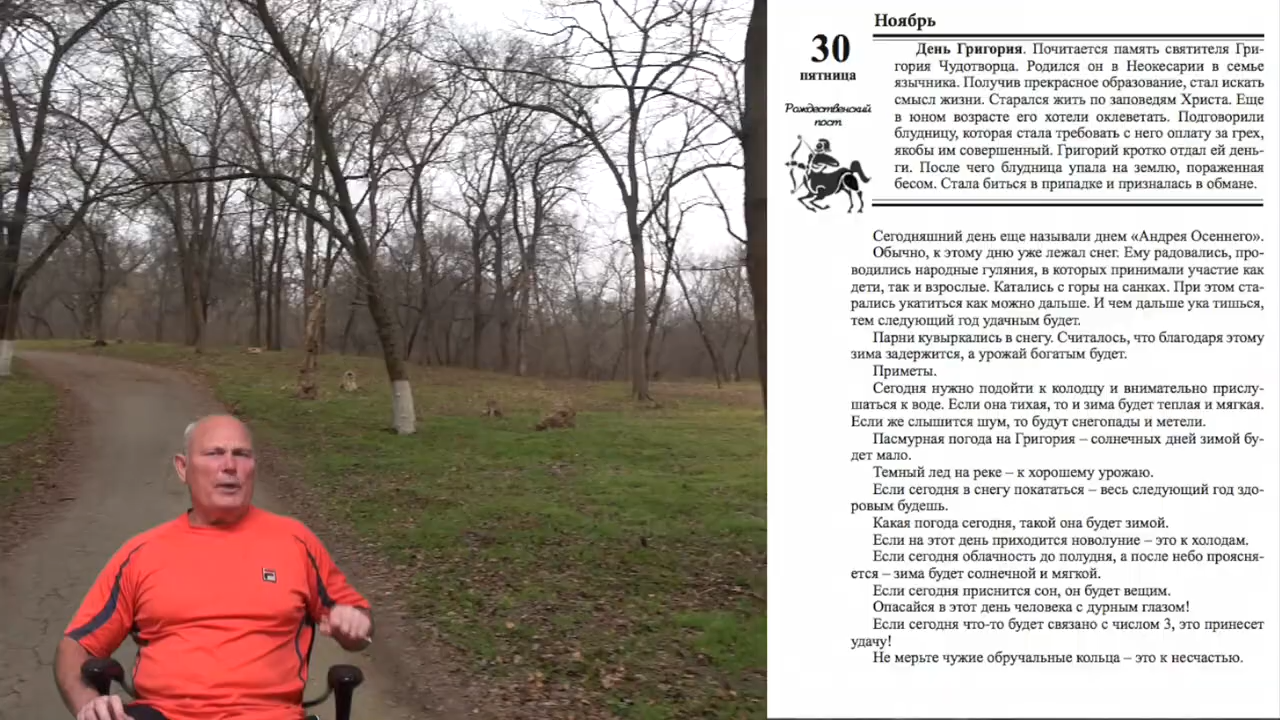 Ноябрь
30
пятница
Рождественский
пост
День Григория. Почитается память святителя Гри-
гория Чудотворца. Родился он в Неокесарии в семье
язычника. Получив прекрасное образование, стал искать
смысл жизни. Старался жить по заповедям Христа. Еще
в юном возрасте его хотели оклеветать. Подговорили
блудницу, которая стала требовать с него оплату за грех,
якобы им совершенный. Григорий кротко отдал ей день-
ги. После чего блудница упала на землю, пораженная
бесом. Стала биться в припадке и призналась в обмане.
Сегодняшний день еще называли днем «Андрея Осеннего».
Обычно, к этому дню уже лежал снег. Ему радовались, про-
водились народные гуляния, в которых принимали участие как
дети, так и взрослые. Катались с горы на санках. При этом ста-
рались укатиться как можно дальше. И чем дальше ука тишься,
тем следующий год удачным будет.
Парни кувыркались в снегу. Считалось, что благодаря этому
зима задержится, а урожай богатым будет.
Приметы.
Сегодня нужно подойти к колодцу и внимательно прислу-
шаться к воде. Если она тихая, то и зима будет теплая и мягкая.
Если же слышится шум, то будут снегопады и метели.
Пасмурная погода на Григория – солнечных дней зимой бу-
дет мало.
Темный лед на реке – к хорошему урожаю.
Если сегодня в снегу покататься – весь следующий год здо-
ровым будешь.
Какая погода сегодня, такой она будет зимой.
Если на этот день приходится новолуние – это к холодам.
Если сегодня облачность до полудня, а после небо проясня-
ется – зима будет солнечной и мягкой.
Если сегодня приснится сон, он будет вещим.
Опасайся в этот день человека с дурным глазом!
Если сегодня что-то будет связано с числом 3, это принесет
удачу!
Не мерьте чужие обручальные кольца – это к несчастью.